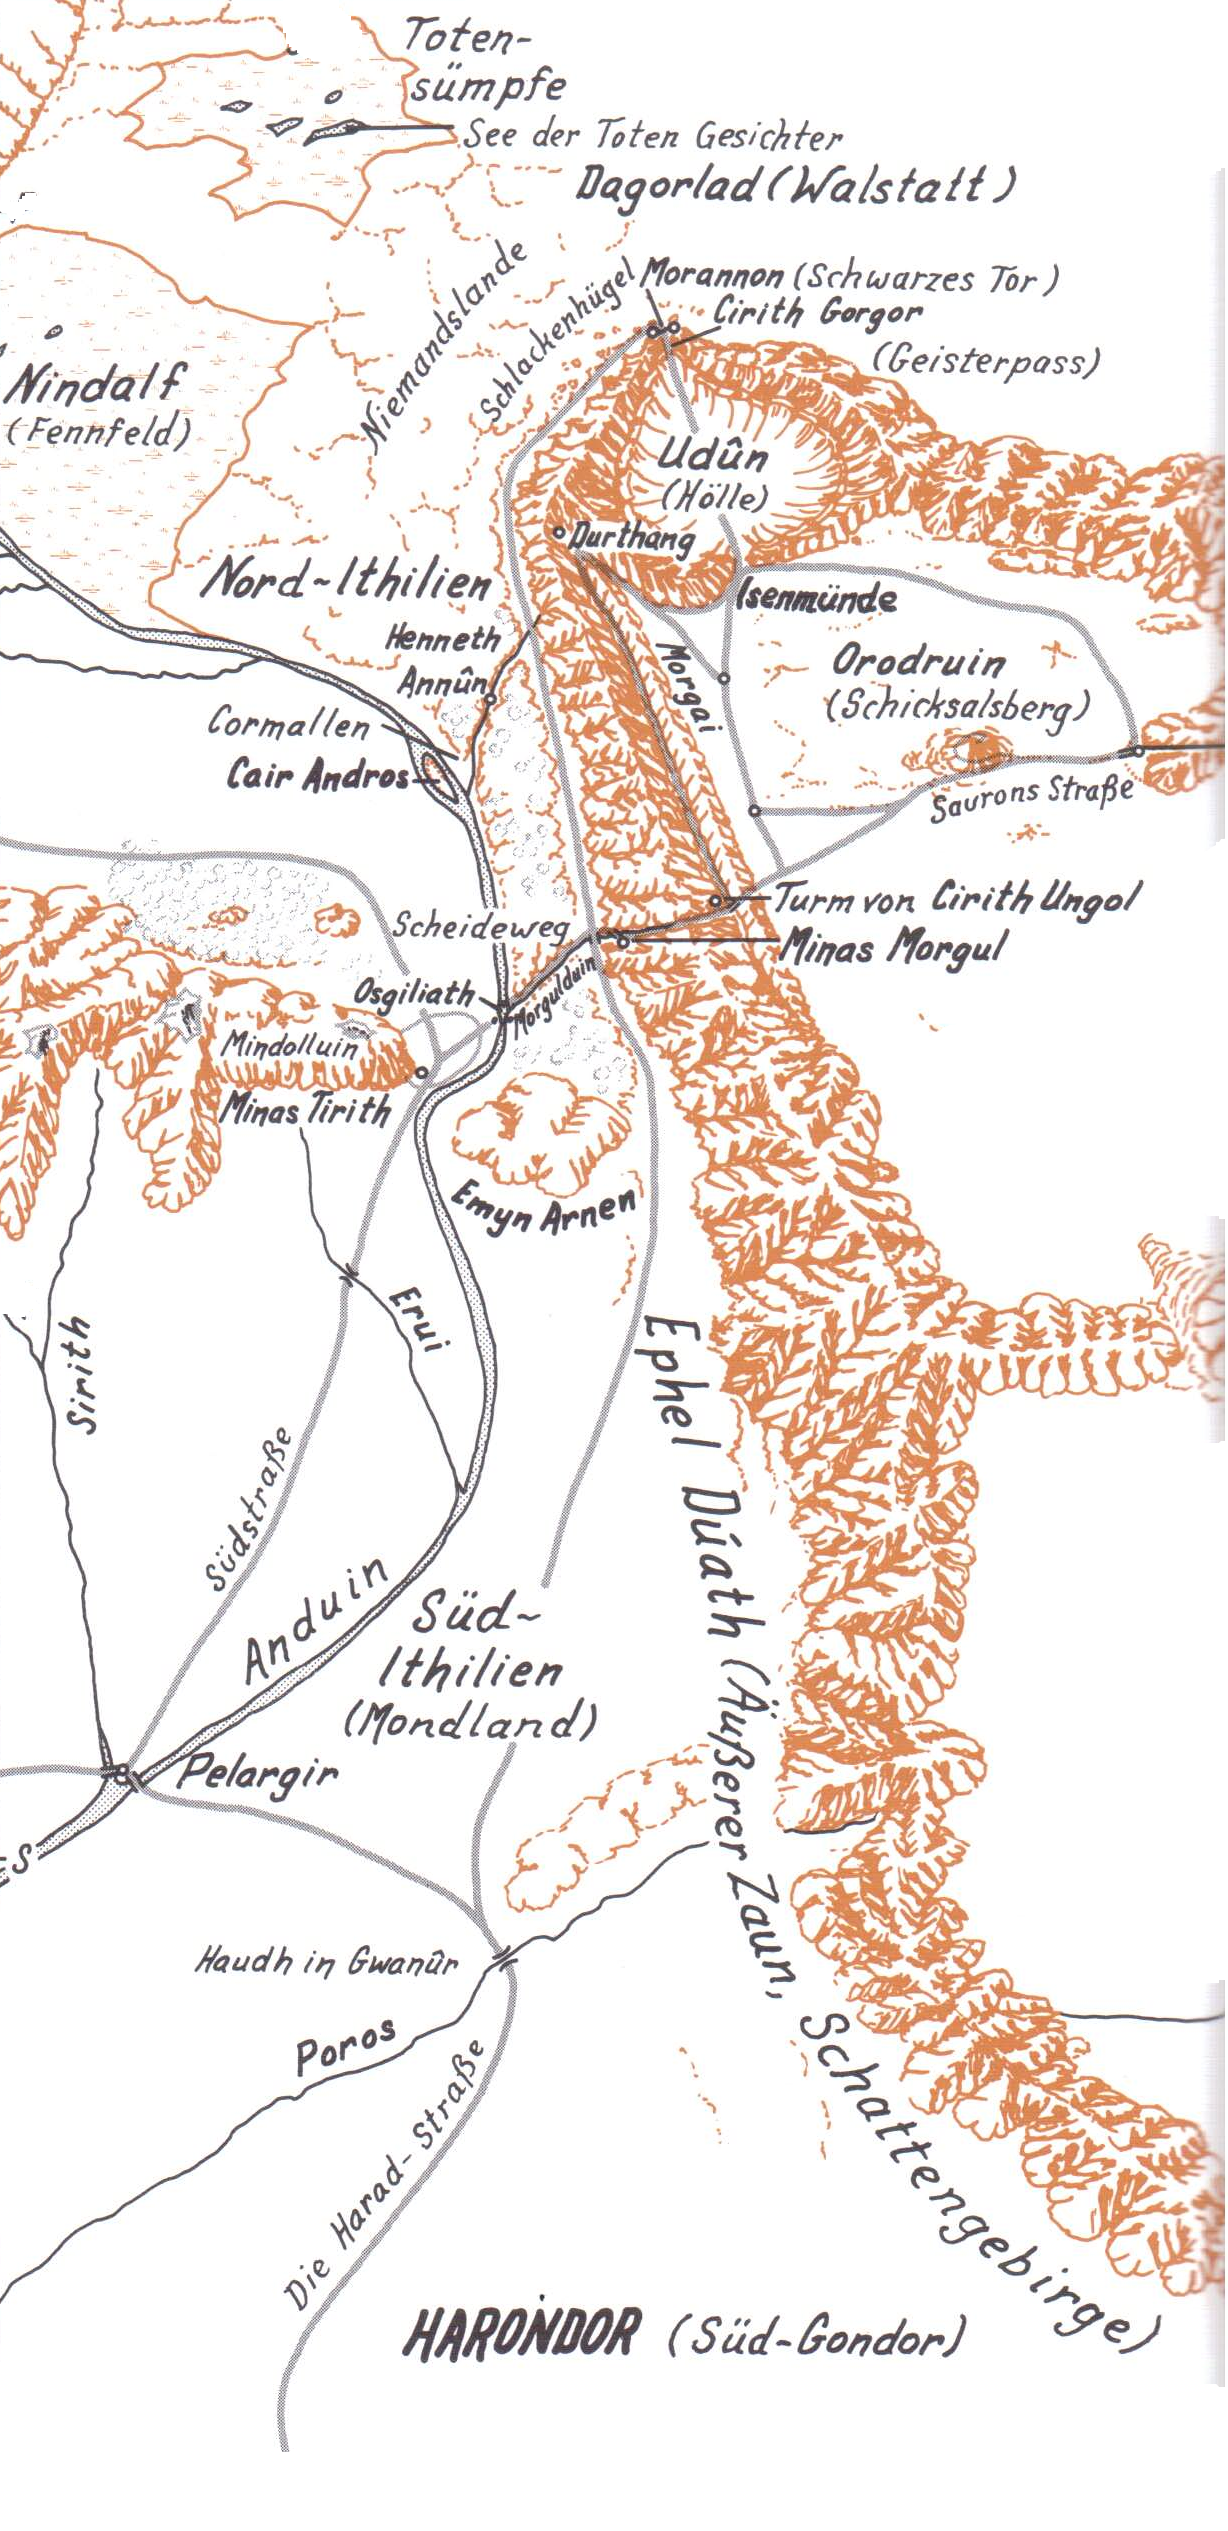 Toten-
sümpfe
See der Toten Gesichter
Dagorlad (Walstatt)
Niemandslande
Schlackenhügel
Morannon (Schwarzes Tor)
Cirith Gorgor
(Geisterpass)
Nindalf
(Fennfeld)
Udûn
(Hölle)
Durthang
Nord-Ithilien
Isenmünde
Henneth
Annûn
Morgai
Orodruin
(Schicksalsberg)
Cormallen
Cair Andros
Saurons Straße
Turm von Cirith Ungol
Scheideweg
Minas Morgul
Osgiliath
Morgulduin
Mindolluin
Minas Tirith
Emyn Arnen
Erui
Sirith
Südstraße
Anduin
Ephel Dúath (Äußerer Zaun, Schattengebirge)
Süd-
Ithilien
(Mondland)
Pelargir
ES
Haudh in Gwanûr
Poros
Die Harad-Straße
HARONDOR (Süd-Gondor)